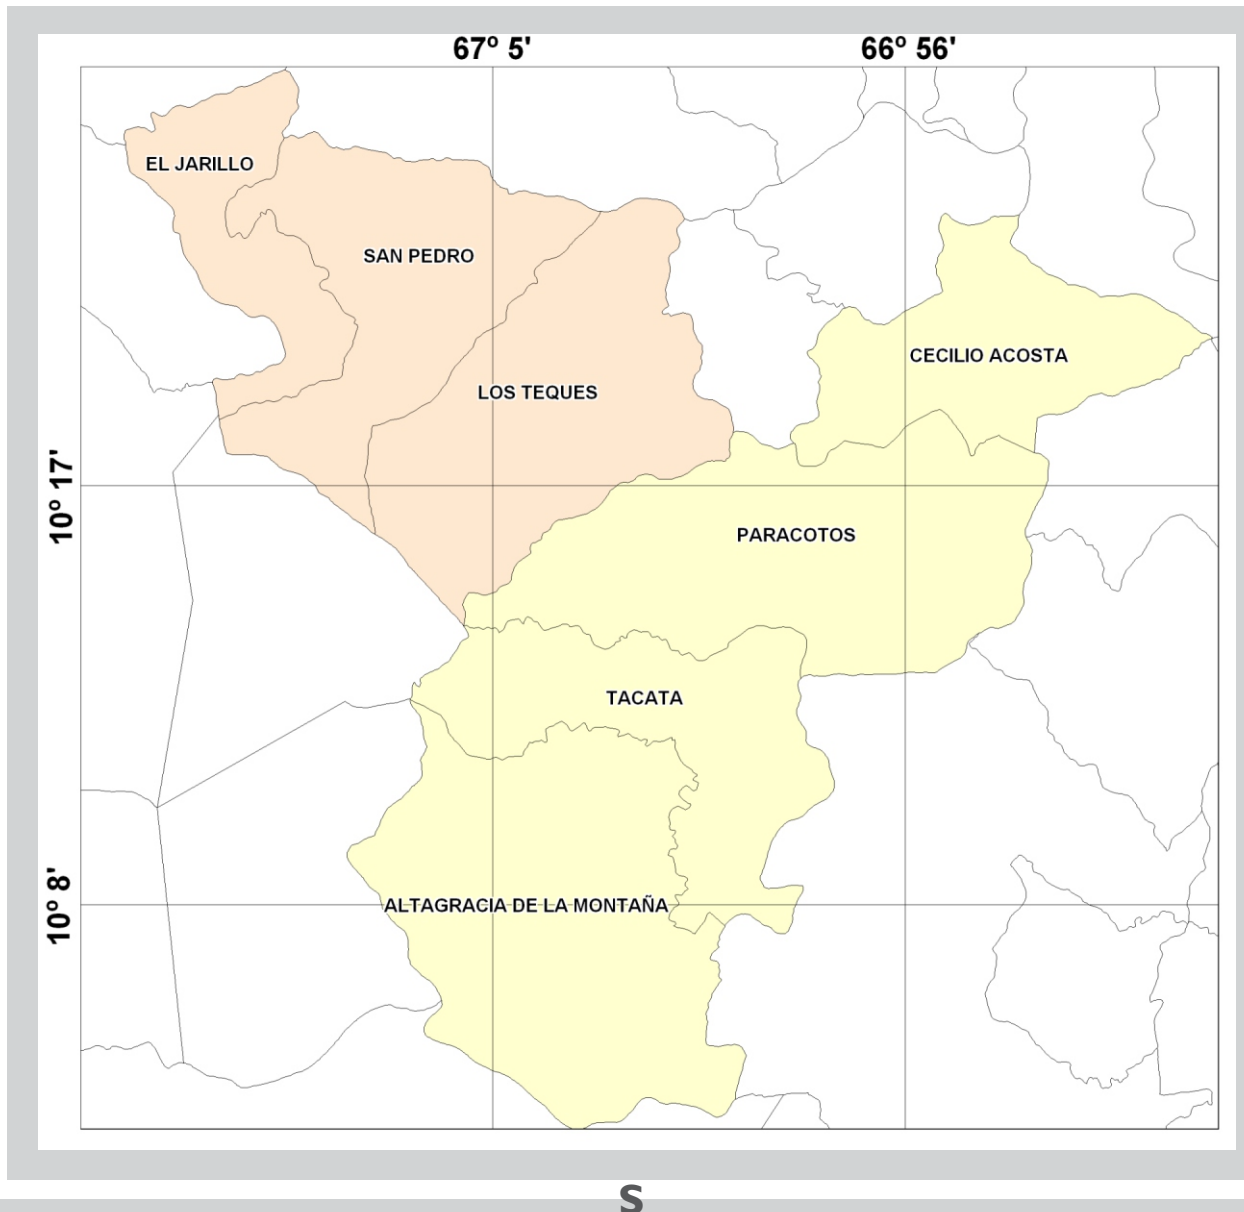 67º 5'
66º 56'
EL JARILLO
SAN PEDRO
CECILIO ACOSTA
LOS TEQUES
10º 17'
PARACOTOS
TACATA
10º 8'
ALTAGRACIA DE LA MONTAÑA
S